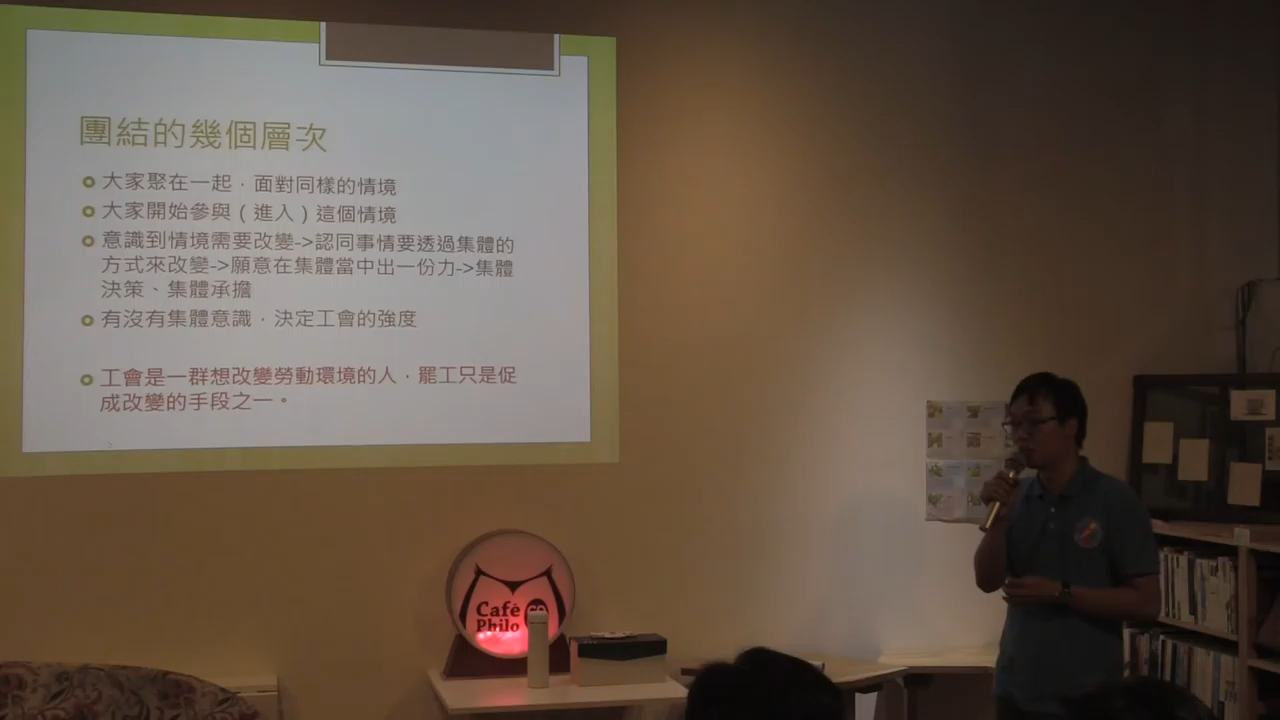 團結的幾個層次
大家聚在一起，面對同樣的情境
大家開始參與（進入）這個情境
意識到情境需要改變->認同事情要透過集體的
方式來改變->願意在集體當中出一份力->集體
決策、集體承擔
有沒有集體意識，決定工會的強度
工會是一群想改變勞動環境的人，罷工只是促
成改變的手段之一。
Café
Philo